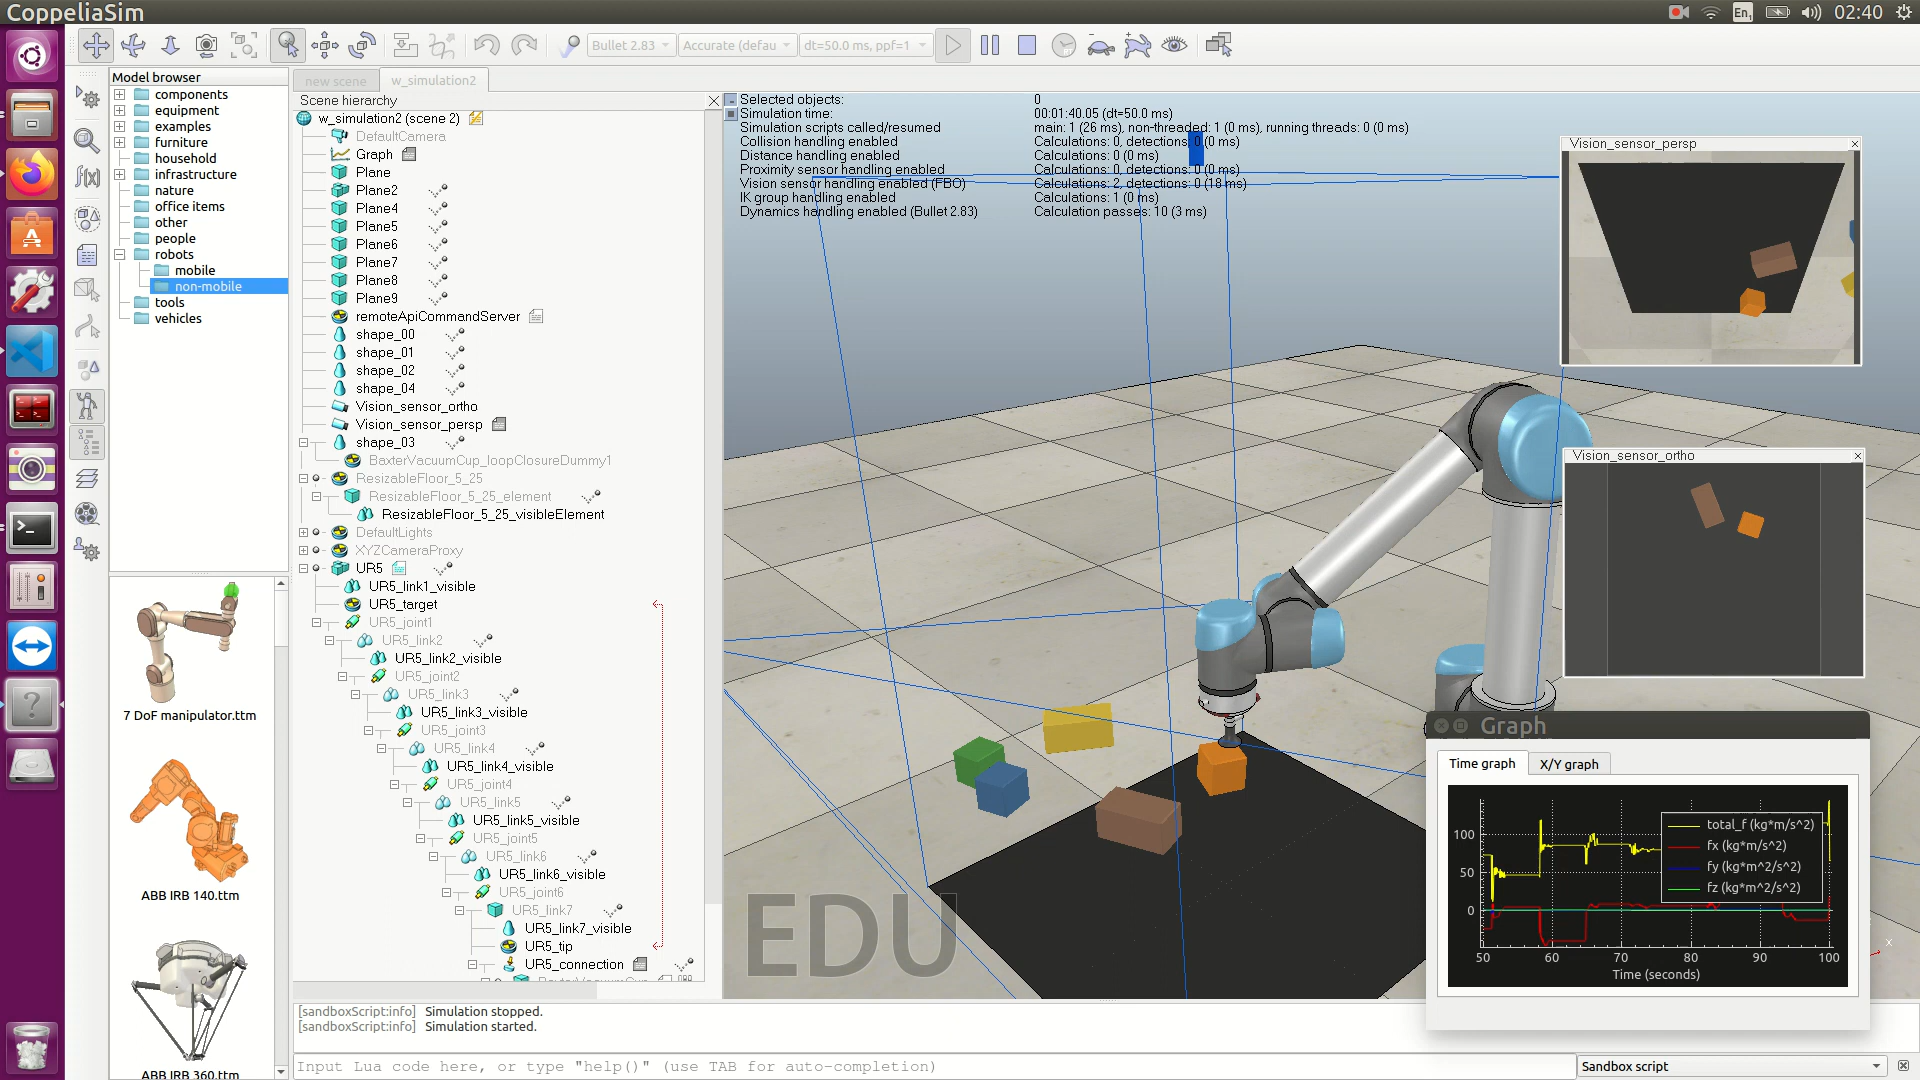 CoppeliaSim
En
02:40
Bullet 2.83
Accurate (defau
dt=50.0 ms, ppf=1
Model browser
components
equipment
examples
furniture
household
infrastructure
nature
office items
other
people
robots
mobile
non-mobile
tools
vehicles
7 DoF manipulator.ttm
ABB IRB 140.ttm
ABB IRB 360.ttm
new scene
w_simulation2
Scene hierarchy
w_simulation2 (scene 2)
DefaultCamera
Graph
Plane
Plane2
Plane4
Plane5
Plane6
Plane7
Plane8
Plane9
remoteApiCommandServer
shape_00
shape_01
shape_02
shape_04
Vision_sensor_ortho
Vision_sensor_persp
shape_03
BaxterVacuumCup_loopClosureDummy1
ResizableFloor_5_25
ResizableFloor_5_25_element
ResizableFloor_5_25_visibleElement
DefaultLights
XYZCameraProxy
UR5
UR5_link1_visible
UR5_target
UR5_joint1
UR5_link2
UR5_link2_visible
UR5_joint2
UR5_link3
UR5_link3_visible
UR5_joint3
UR5_link4
UR5_link4_visible
UR5_joint4
UR5_link5
UR5_link5_visible
UR5_joint5
UR5_link6
UR5_link6_visible
UR5_joint6
UR5_link7
UR5_link7_visible
UR5_tip
UR5_connection
Selected objects: 0
Simulation time: 00:01:40.05 (dt=50.0 ms)
Simulation scripts called/resumed main: 1 (26 ms), non-threaded: 1 (0 ms), running threads: 0 (0 ms)
Collision handling enabled Calculations: 0, detections: 0 (0 ms)
Distance handling enabled Calculations: 0 (0 ms)
Proximity sensor handling enabled Calculations: 0, detections: 0 (0 ms)
Vision sensor handling enabled (FBO) Calculations: 2, detections: 0 (18 ms)
IK group handling enabled Calculations: 1 (0 ms)
Dynamics handling enabled (Bullet 2.83) Calculation passes: 10 (3 ms)
Vision_sensor_persp
Vision_sensor_ortho
EDU
Graph
Time graph
X/Y graph
total_f (kg*m/s^2)
fx (kg*m/s^2)
fy (kg*m^2/s^2)
fz (kg*m^2/s^2)
100
50
0
50 60 70 80 90 100
Time (seconds)
x
[sandboxScript:info] Simulation stopped.
[sandboxScript:info] Simulation started.
Input Lua code here, or type "help()" (use TAB for auto-completion)
Sandbox script